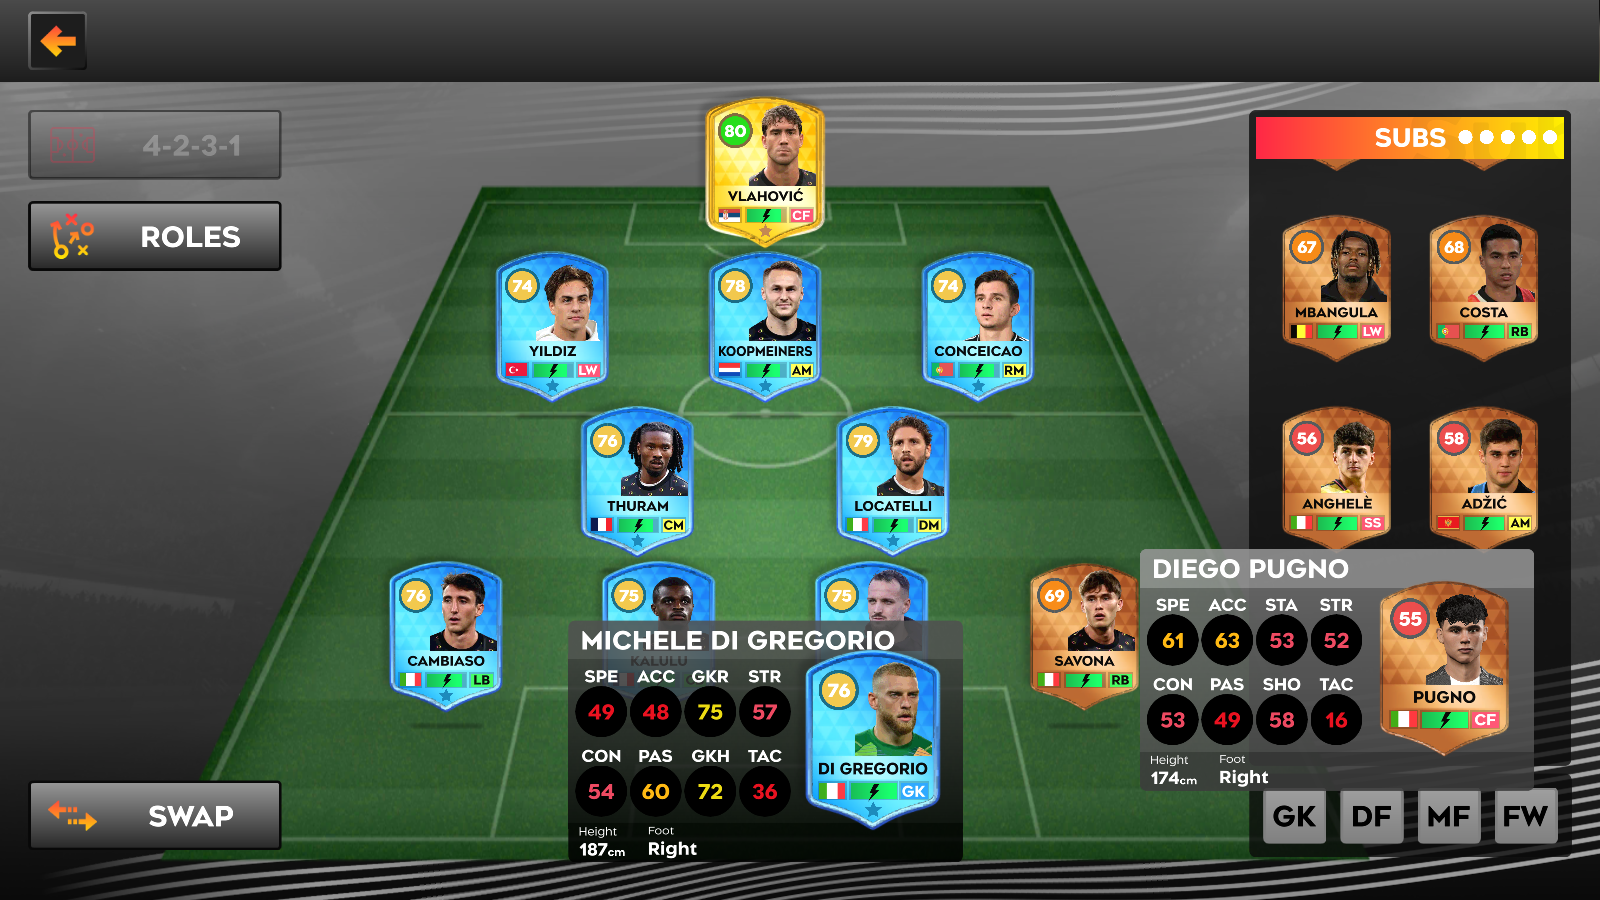 4-2-3-1
ROLES
SWAP
80
VLAHOVIĆ
CF
74
YILDIZ
LW
78
KOOPMEINERS
AM
74
CONCEICAO
RM
76
THURAM
CM
79
LOCATELLI
DM
76
CAMBIASO
LB
75
KALULU
75
69
SAVONA
RB
MICHELE DI GREGORIO
SPE ACC GKR STR
49 48 75 57
CON PAS GKH TAC
54 60 72 36
Height Foot
187cm Right
76
DI GREGORIO
GK
SUBS
67
MBANGULA
LW
68
COSTA
RB
56
ANGHELÈ
SS
58
ADŽIĆ
AM
DIEGO PUGNO
SPE ACC STA STR
61 63 53 52
CON PAS SHO TAC
53 49 58 16
Height Foot
174cm Right
55
PUGNO
CF
GK DF MF FW